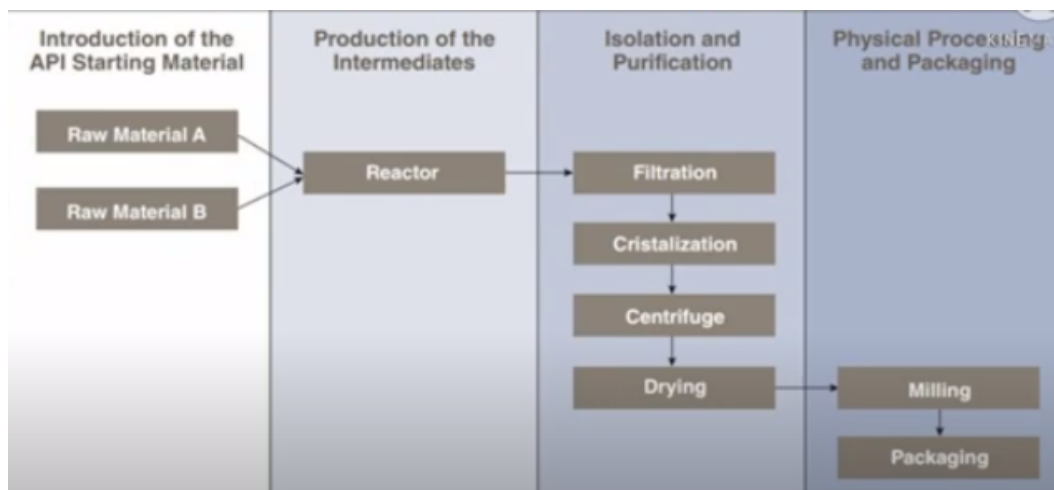 Introduction of the
API Starting Material
Production of the
Intermediates
Isolation and
Purification
Physical Processing
and Packaging
Raw Material A
Raw Material B
Reactor
Filtration
Cristalization
Centrifuge
Drying
Milling
Packaging